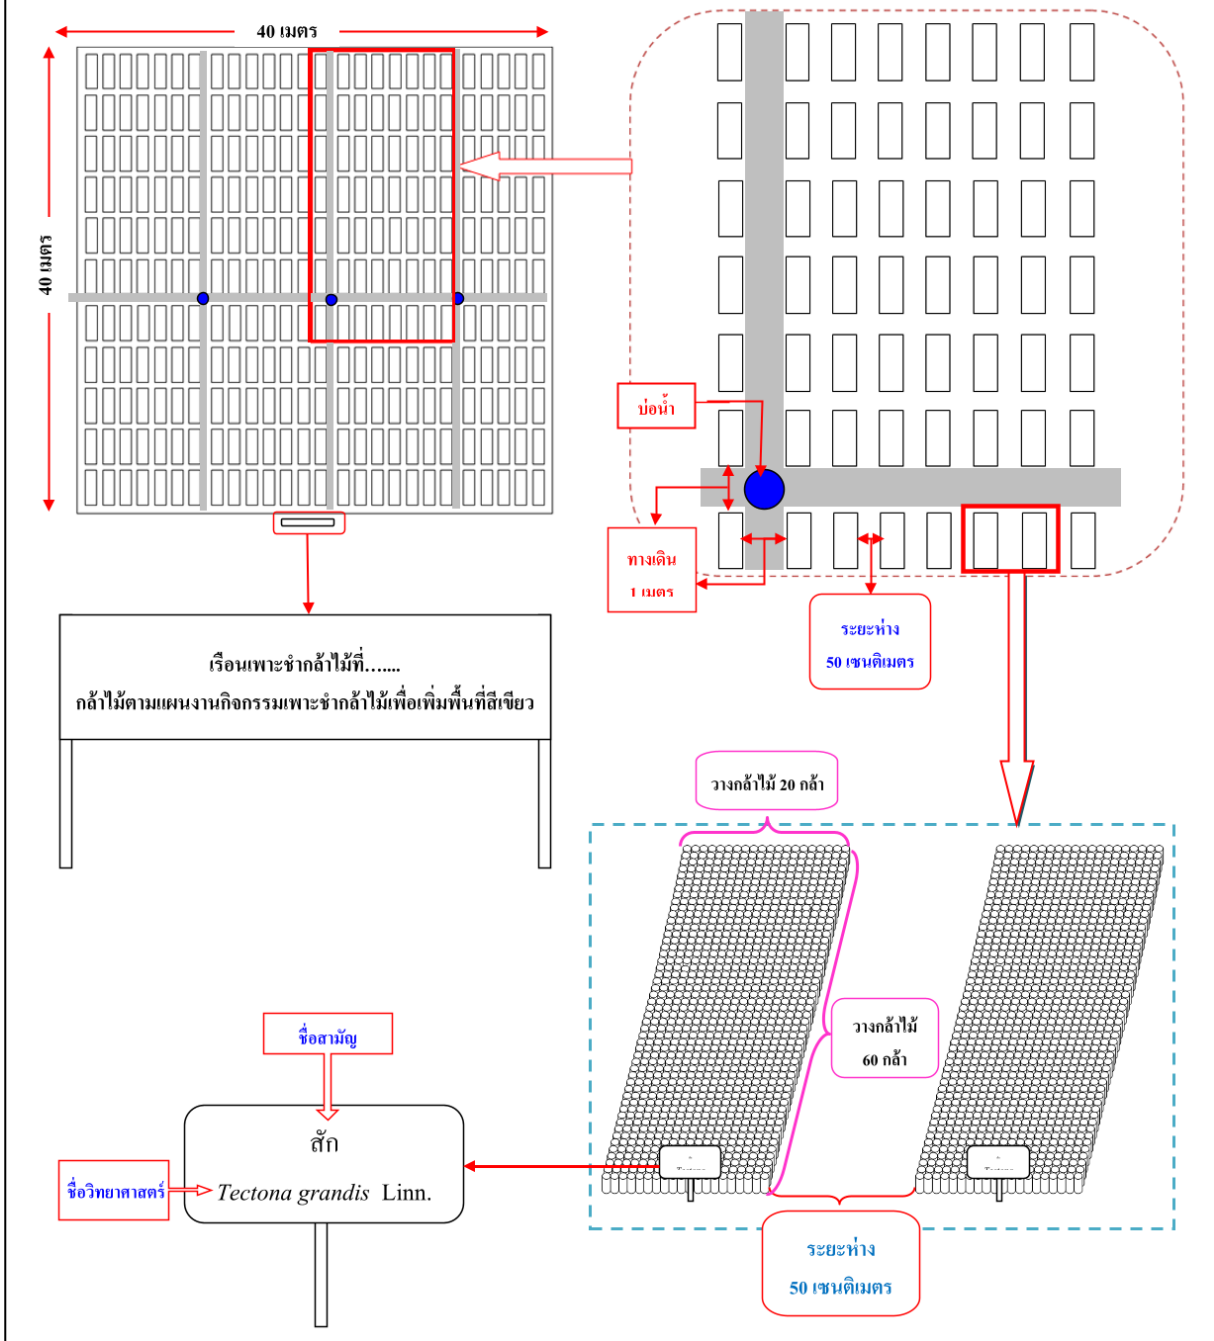 40 เมตร
40 เมตร
บ่อน้ำ
ทางเดิน
1 เมตร
ระยะห่าง
50 เซนติเมตร
เรือนเพาะชำกล้าไม้ที่.......
กล้าไม้ตามแผนงานกิจกรรมเพาะชำกล้าไม้เพื่อเพิ่มพื้นที่สีเขียว
วางกล้าไม้ 20 กล้า
วางกล้าไม้
60 กล้า
ชื่อสามัญ
สัก
ชื่อวิทยาศาสตร์
Tectona grandis Linn.
ระยะห่าง
50 เซนติเมตร